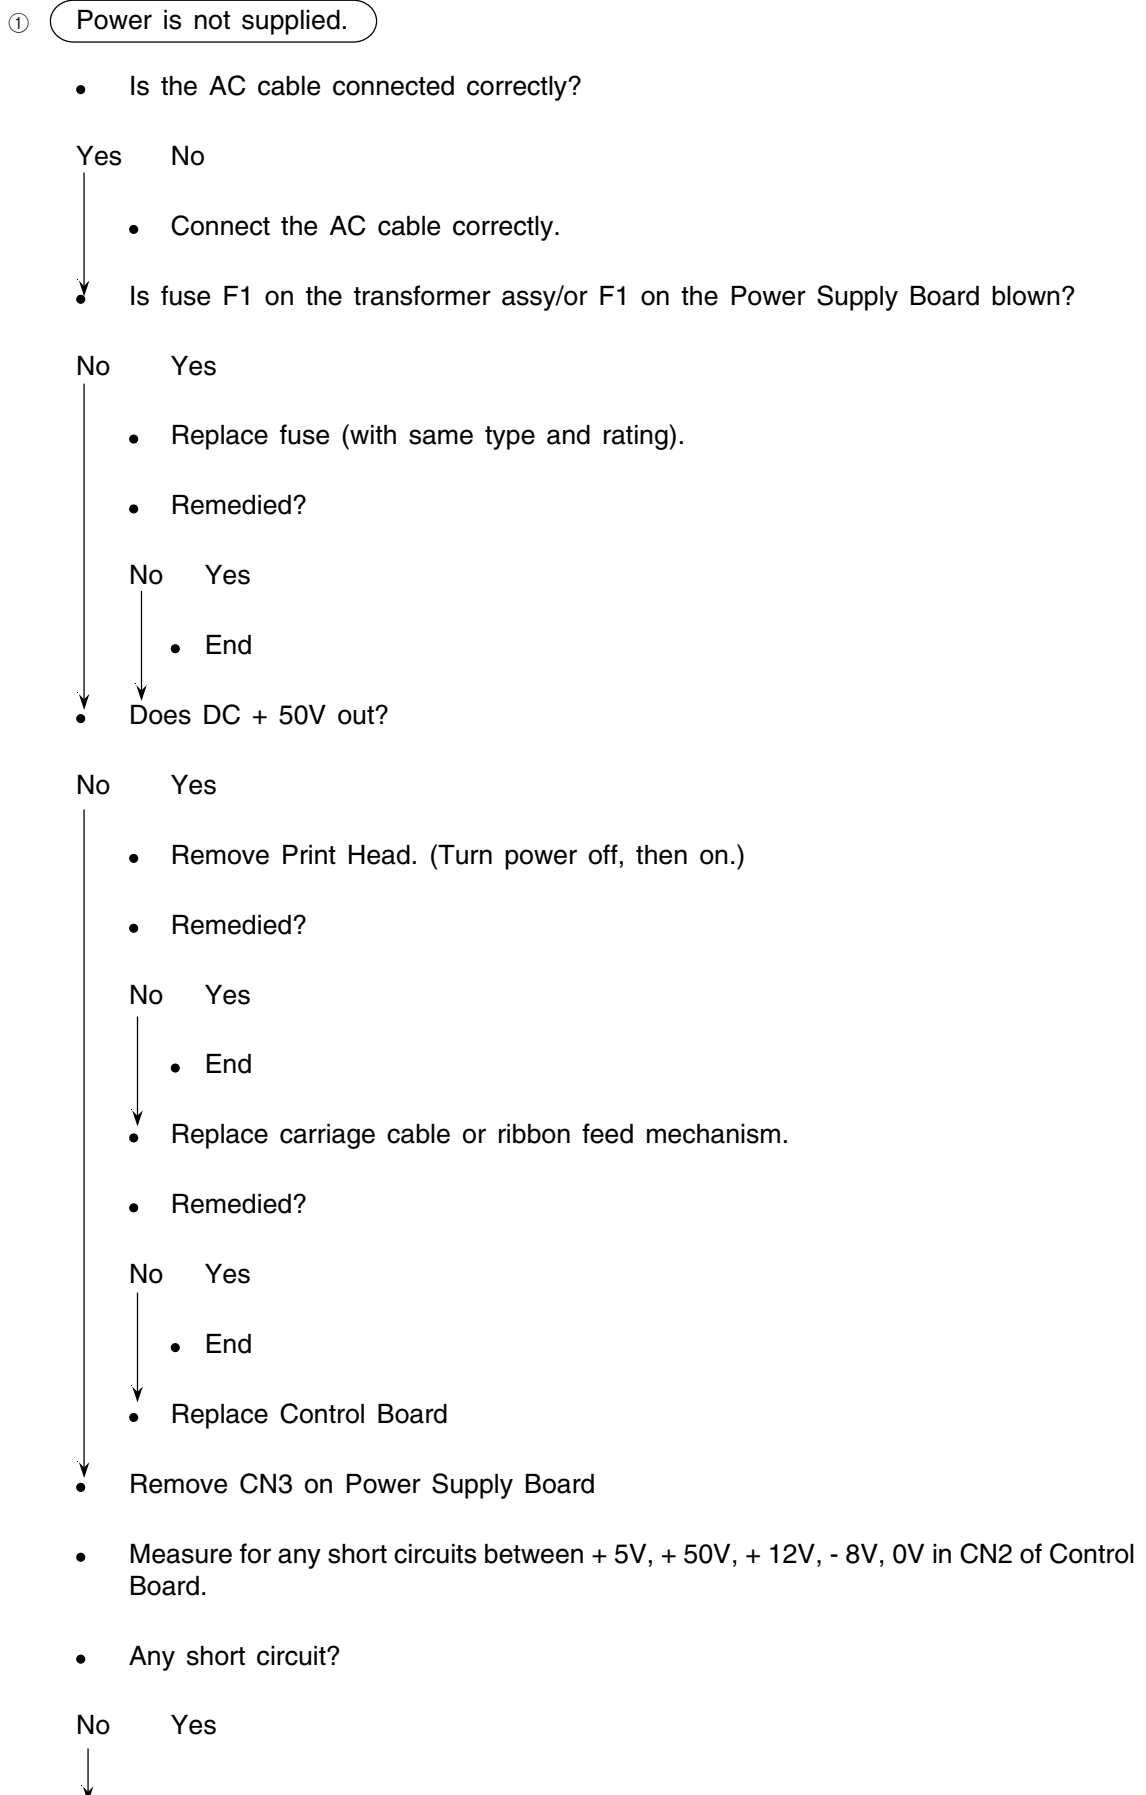 ① Power is not supplied.
• Is the AC cable connected correctly?
Yes No
• Connect the AC cable correctly.
• Is fuse F1 on the transformer assy/or F1 on the Power Supply Board blown?
No Yes
• Replace fuse (with same type and rating).
• Remedied?
No Yes
• End
• Does DC + 50V out?
No Yes
• Remove Print Head. (Turn power off, then on.)
• Remedied?
No Yes
• End
• Replace carriage cable or ribbon feed mechanism.
• Remedied?
No Yes
• End
• Replace Control Board
• Remove CN3 on Power Supply Board
• Measure for any short circuits between + 5V, + 50V, + 12V, - 8V, 0V in CN2 of Control
Board.
• Any short circuit?
No Yes